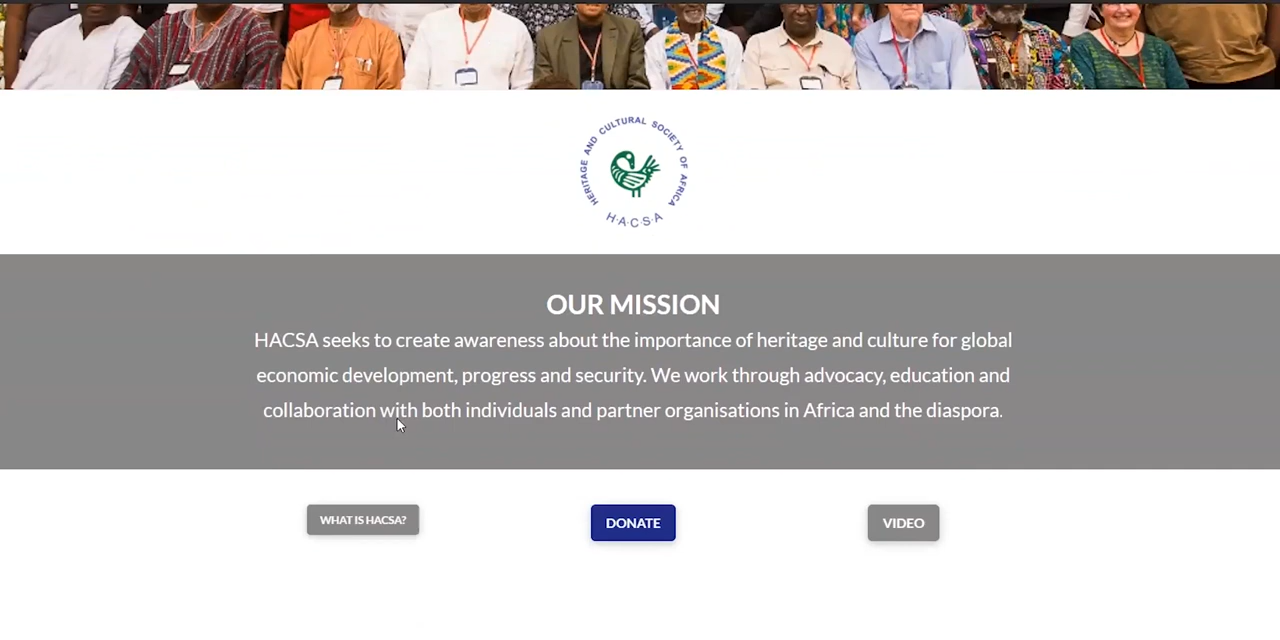 HERITAGE AND CULTURAL SOCIETY OF AFRICA
H·A·C·S·A
OUR MISSION
HACSA seeks to create awareness about the importance of heritage and culture for global
economic development, progress and security. We work through advocacy, education and
collaboration with both individuals and partner organisations in Africa and the diaspora.
WHAT IS HACSA?
DONATE
VIDEO